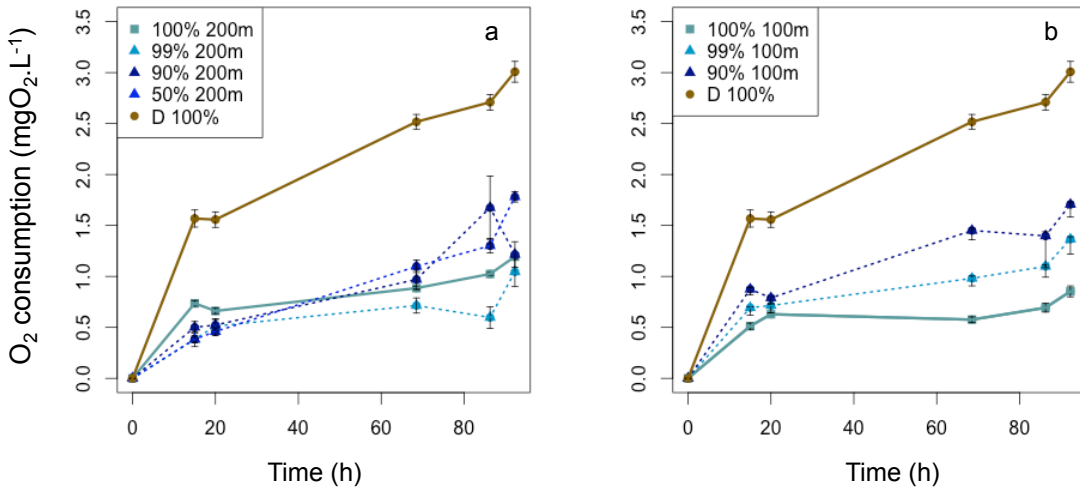 O2 consumption (mgO2.L-1)
a
100% 200m
99% 200m
90% 200m
50% 200m
D 100%
3.5
3.0
2.5
2.0
1.5
1.0
0.5
0.0
0 20 40 60 80
Time (h)
b
100% 100m
99% 100m
90% 100m
D 100%
3.5
3.0
2.5
2.0
1.5
1.0
0.5
0.0
0 20 40 60 80
Time (h)